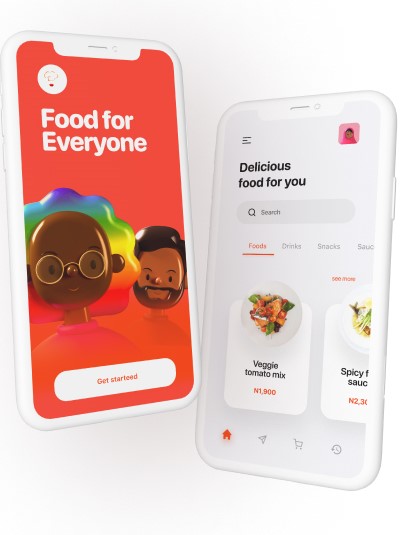 Food for
Everyone
Get starteed
Delicious
food for you
Search
Foods Drinks Snacks Sauc
see more
Veggie
tomato mix
N1,900
Spicy f
sauc
N2,30